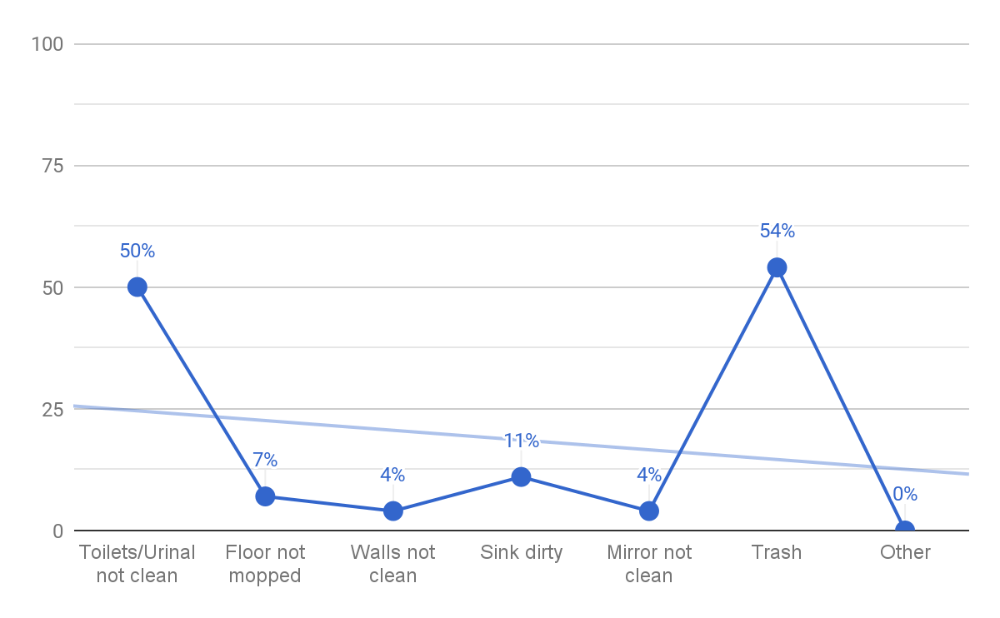 100
75
50
25
0
50%
7%
4%
11%
4%
54%
0%
Toilets/Urinal
not clean
Floor not
mopped
Walls not
clean
Sink dirty
Mirror not
clean
Trash
Other